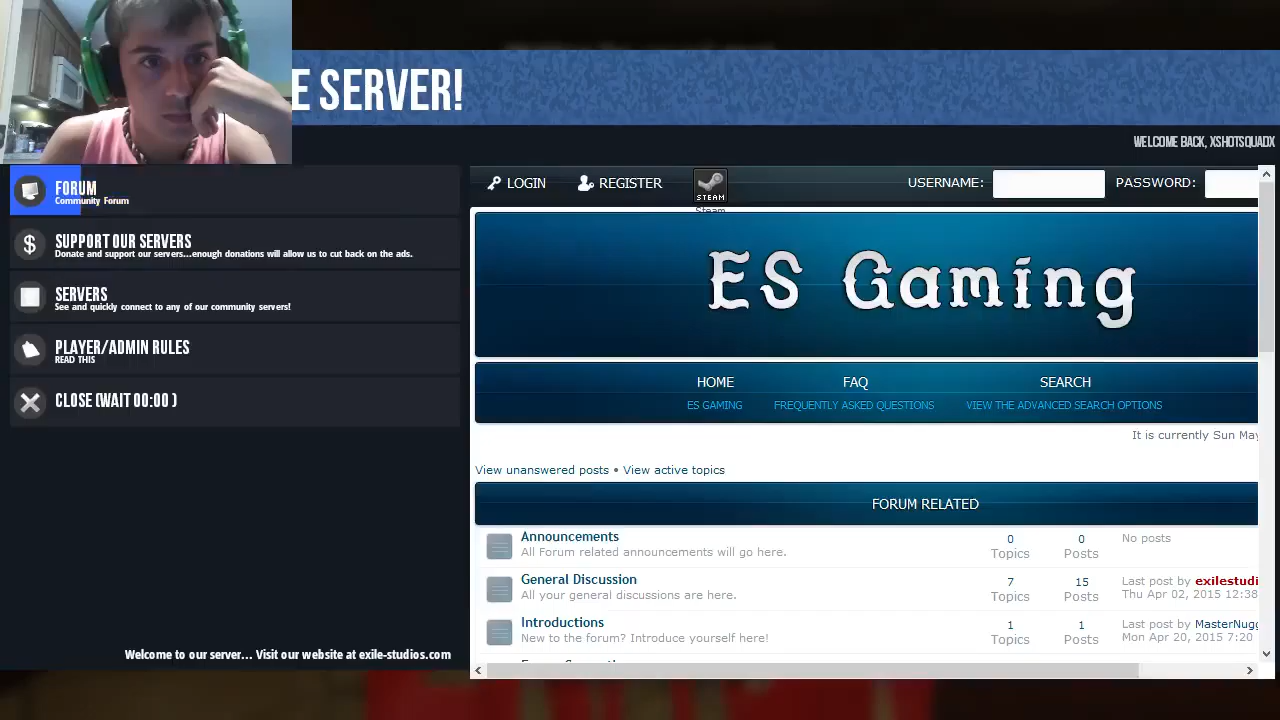 E SERVER!
WELCOME BACK, XSHOTSQUADX
FORUM
Community Forum
SUPPORT OUR SERVERS
Donate and support our servers...enough donations will allow us to cut back on the ads.
SERVERS
See and quickly connect to any of our community servers!
PLAYER/ADMIN RULES
READ THIS
CLOSE (WAIT 00:00 )
Welcome to our server... Visit our website at exile-studios.com
LOGIN REGISTER STEAM USERNAME: PASSWORD:
Steam
ES Gaming
HOME FAQ SEARCH
ES GAMING FREQUENTLY ASKED QUESTIONS VIEW THE ADVANCED SEARCH OPTIONS
It is currently Sun May
View unanswered posts • View active topics
FORUM RELATED
Announcements 0 0 No posts
All Forum related announcements will go here. Topics Posts
General Discussion 7 15 Last post by exilestudi
All your general discussions are here. Topics Posts Thu Apr 02, 2015 12:38
Introductions 1 1 Last post by MasterNugg
New to the forum? Introduce yourself here! Topics Posts Mon Apr 20, 2015 7:20